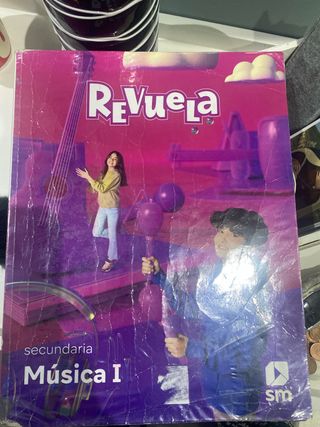 REVUELA
secundaria
Música I
sm